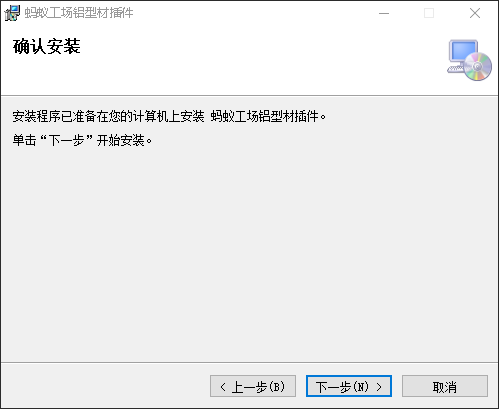 蚂蚁工场铝型材插件
确认安装
安装程序已准备在您的计算机上安装 蚂蚁工场铝型材插件。
单击“下一步”开始安装。
< 上一步(B)
下一步(N) >
取消